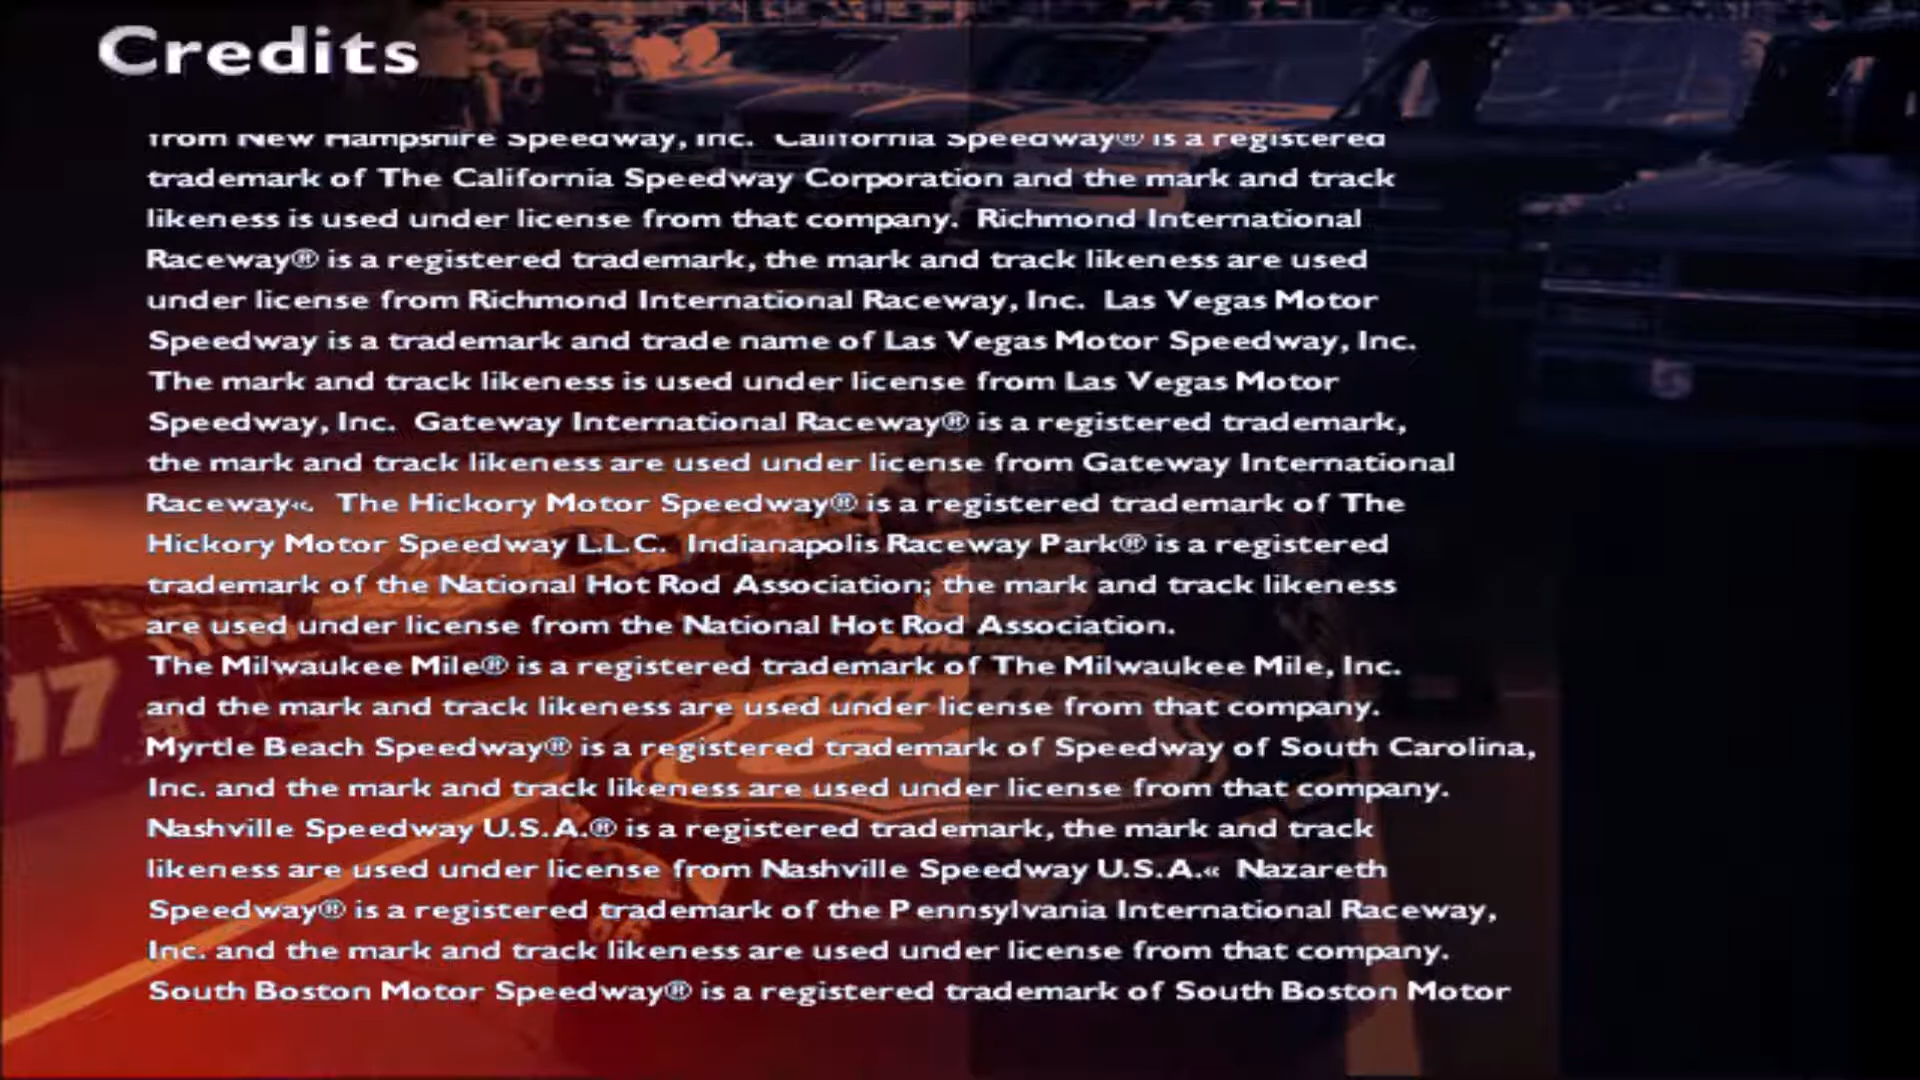 Credits
from New Hampshire Speedway, Inc.  California Speedway® is a registered
trademark of The California Speedway Corporation and the mark and track
likeness is used under license from that company.  Richmond International
Raceway® is a registered trademark, the mark and track likeness are used
under license from Richmond International Raceway, Inc.  Las Vegas Motor
Speedway is a trademark and trade name of Las Vegas Motor Speedway, Inc.
The mark and track likeness is used under license from Las Vegas Motor
Speedway, Inc.  Gateway International Raceway® is a registered trademark,
the mark and track likeness are used under license from Gateway International
Raceway«.  The Hickory Motor Speedway® is a registered trademark of The
Hickory Motor Speedway L.L.C.  Indianapolis Raceway Park® is a registered
trademark of the National Hot Rod Association; the mark and track likeness
are used under license from the National Hot Rod Association.
The Milwaukee Mile® is a registered trademark of The Milwaukee Mile, Inc.
and the mark and track likeness are used under license from that company.
Myrtle Beach Speedway® is a registered trademark of Speedway of South Carolina,
Inc. and the mark and track likeness are used under license from that company.
Nashville Speedway U.S.A.® is a registered trademark, the mark and track
likeness are used under license from Nashville Speedway U.S.A.«  Nazareth
Speedway® is a registered trademark of the Pennsylvania International Raceway,
Inc. and the mark and track likeness are used under license from that company.
South Boston Motor Speedway® is a registered trademark of South Boston Motor
17
66